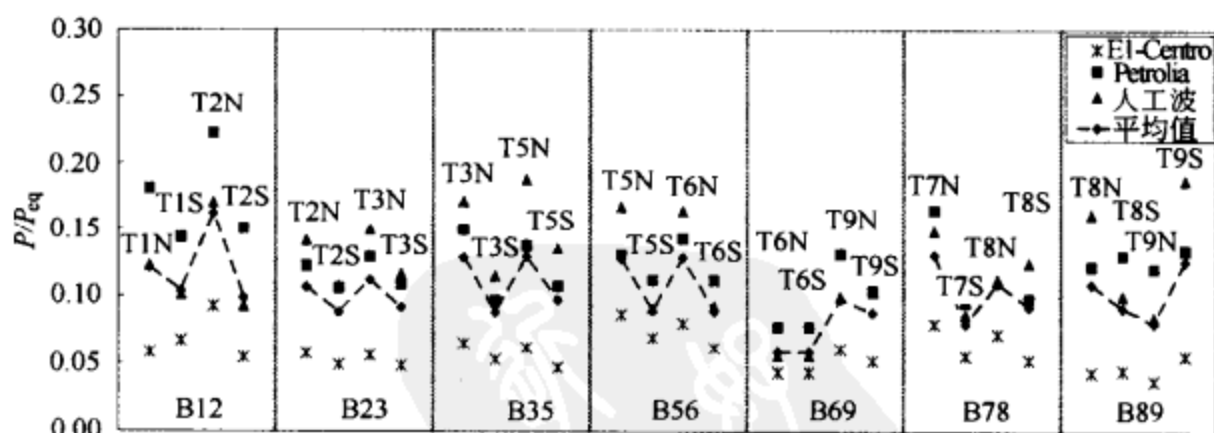 0.30
0.25
0.20
0.15
0.10
0.05
0.00
P/Peq
El-Centro
Petrolia
人工波
平均值
T1N
T1S
T2N
T2S
B12
T2N
T2S
T3N
T3S
B23
T3N
T3S
T5N
T5S
B35
T5N
T5S
T6N
T6S
B56
T6N
T6S
T9N
T9S
B69
T7N
T7S
T8N
T8S
B78
T8N
T8S
T9N
T9S
B89